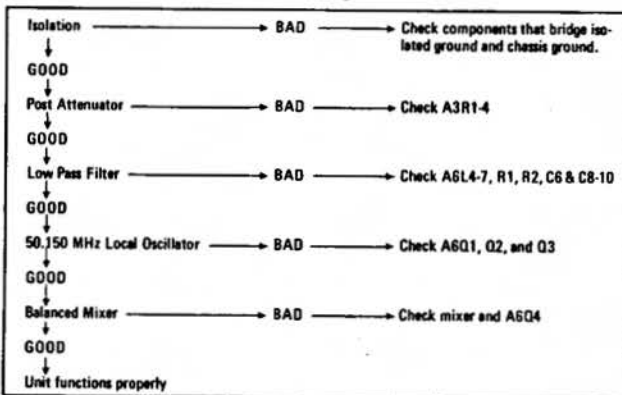 Isolation BAD Check components that bridge iso-
lated ground and chassis ground.
GOOD
Post Attenuator BAD Check A3R1-4
GOOD
Low Pass Filter BAD Check A6L4-7, R1, R2, C6 & C8-10
GOOD
50.150 MHz Local Oscillator BAD Check A6Q1, Q2, and Q3
GOOD
Balanced Mixer BAD Check mixer and A6Q4
GOOD
Unit functions properly